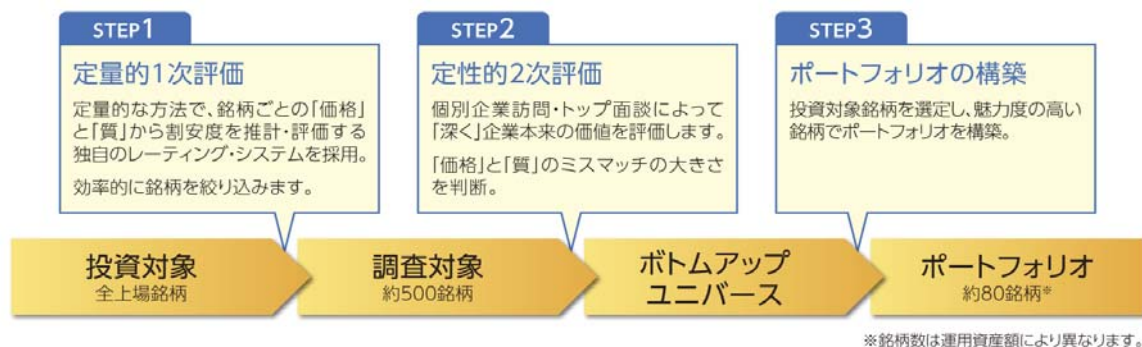 STEP1
定量的1次評価
定量的な方法で、銘柄ごとの「価格」
と「質」から割安度を推計・評価する
独自のレーティング・システムを採用。
効率的に銘柄を絞り込みます。
STEP2
定性的2次評価
個別企業訪問・トップ面談によって
「深く」企業本来の価値を評価します。
「価格」と「質」のミスマッチの大きさ
を判断。
STEP3
ポートフォリオの構築
投資対象銘柄を選定し、魅力度の高い
銘柄でポートフォリオを構築。
投資対象
全上場銘柄
調査対象
約500銘柄
ボトムアップ
ユニバース
ポートフォリオ
約80銘柄※
※銘柄数は運用資産額により異なります。